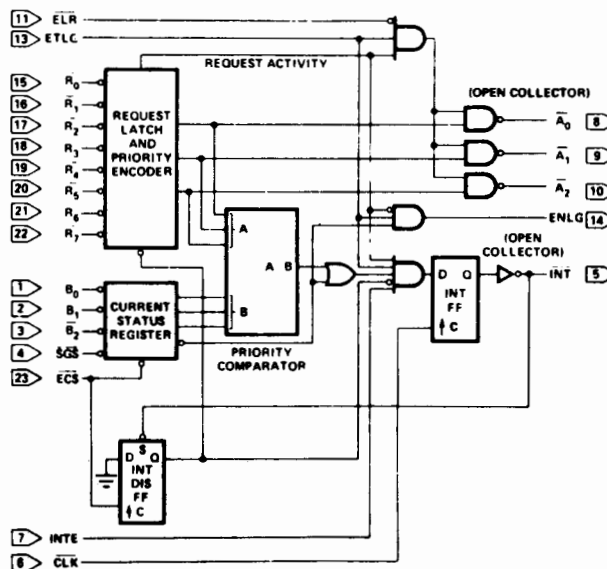 11 ELR
13 ETLG
REQUEST ACTIVITY
15 R0
16 R1
17 R2
18 R3
19 R4
20 R5
21 R6
22 R7
REQUEST
LATCH
AND
PRIORITY
ENCODER
(OPEN COLLECTOR)
A0 8
A1 9
A2 10
ENLG 14
(OPEN
COLLECTOR)
A
A B
B
PRIORITY
COMPARATOR
D Q
INT
FF
C
INT 5
1 B0
2 B1
3 B2
4 SGS
23 ECS
CURRENT
STATUS
REGISTER
S
D Q
INT
DIS
FF
C
7 INTE
6 CLK